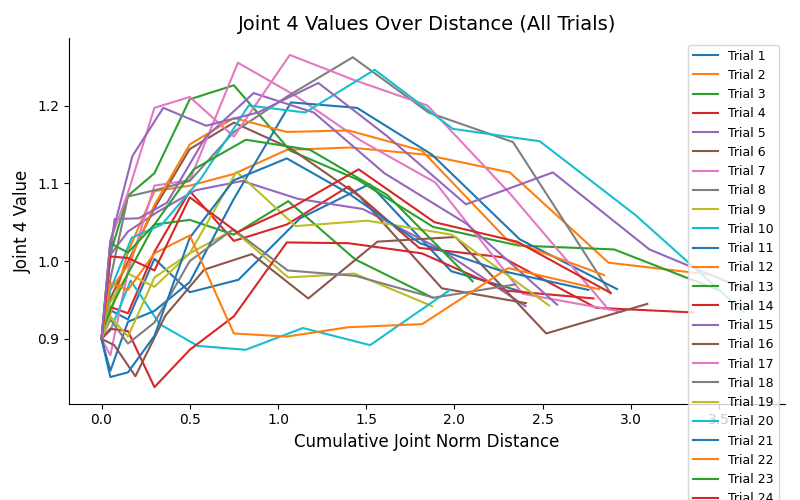 Joint 4 Values Over Distance (All Trials)
Joint 4 Value
1.2
1.1
1.0
0.9
0.0
0.5
1.0
1.5
2.0
2.5
3.0
3.5
Cumulative Joint Norm Distance
Trial 1
Trial 2
Trial 3
Trial 4
Trial 5
Trial 6
Trial 7
Trial 8
Trial 9
Trial 10
Trial 11
Trial 12
Trial 13
Trial 14
Trial 15
Trial 16
Trial 17
Trial 18
Trial 19
Trial 20
Trial 21
Trial 22
Trial 23
Trial 24